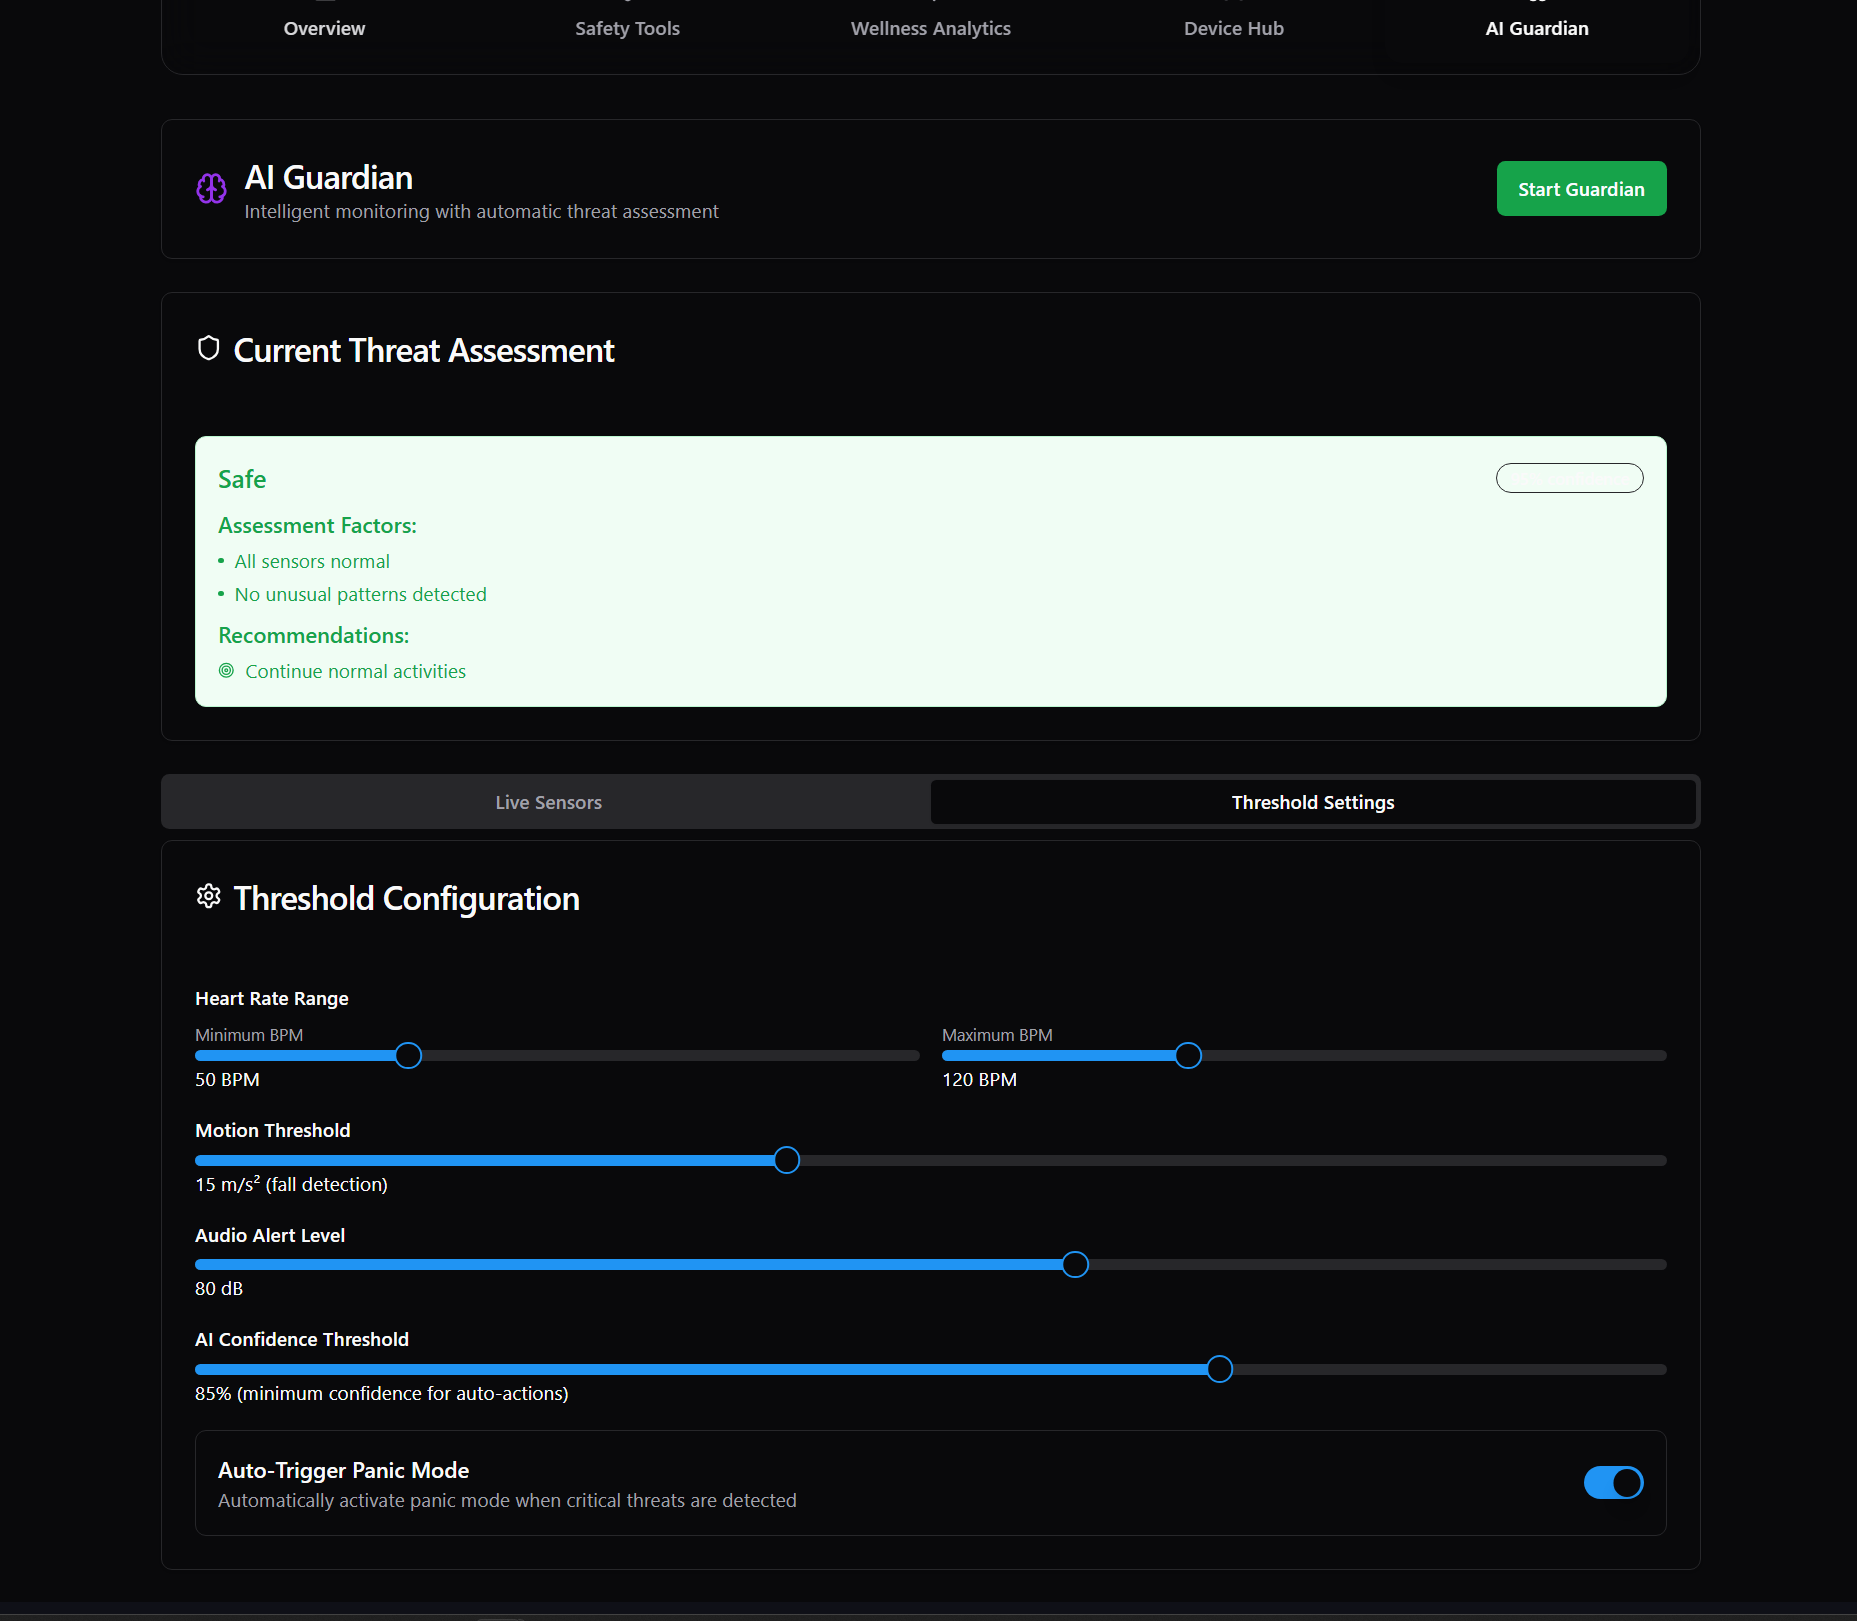 Overview
Safety Tools
Wellness Analytics
Device Hub
AI Guardian
AI Guardian
Intelligent monitoring with automatic threat assessment
Start Guardian
Current Threat Assessment
Safe
Assessment Factors:
• All sensors normal
• No unusual patterns detected
Recommendations:
Continue normal activities
Live Sensors
Threshold Settings
Threshold Configuration
Heart Rate Range
Minimum BPM
50 BPM
Maximum BPM
120 BPM
Motion Threshold
15 m/s² (fall detection)
Audio Alert Level
80 dB
AI Confidence Threshold
85% (minimum confidence for auto-actions)
Auto-Trigger Panic Mode
Automatically activate panic mode when critical threats are detected